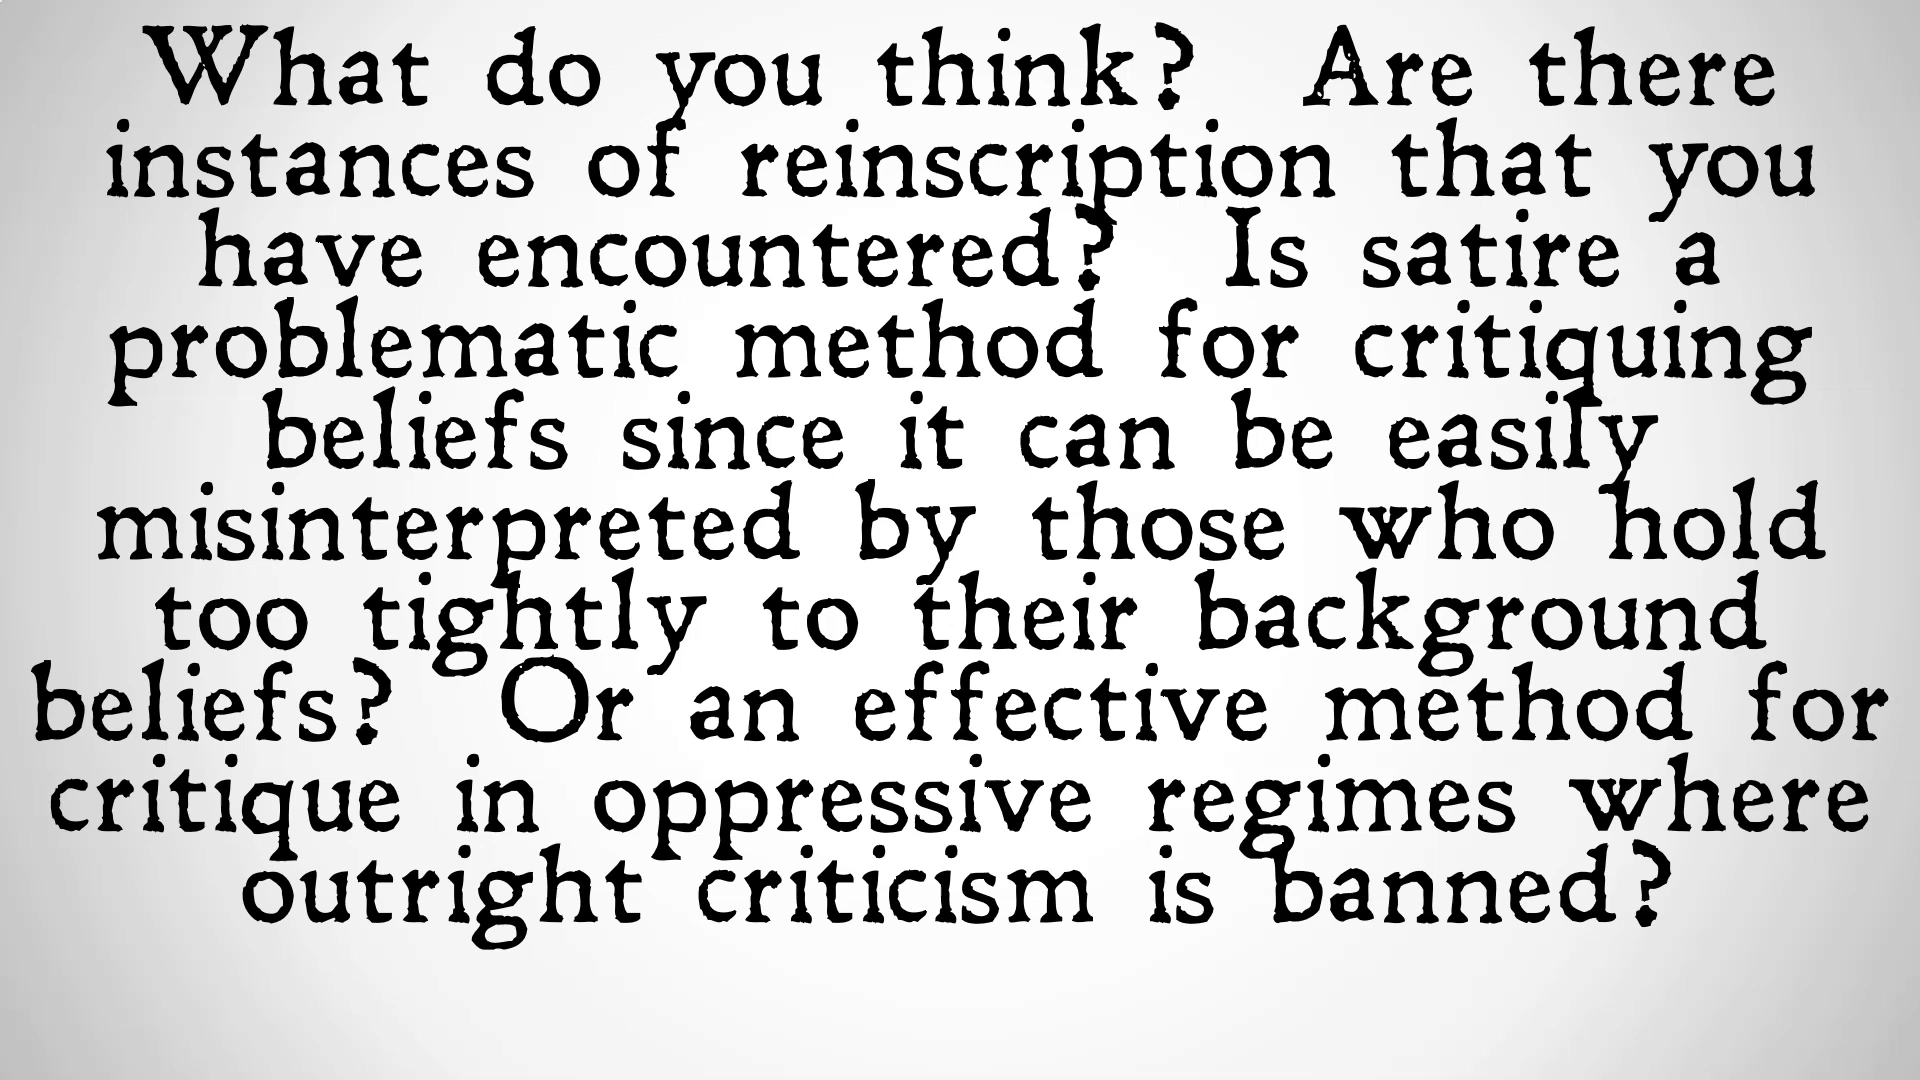 What do you think? Are there
instances of reinscription that you
have encountered? Is satire a
problematic method for critiquing
beliefs since it can be easily
misinterpreted by those who hold
too tightly to their background
beliefs? Or an effective method for
critique in oppressive regimes where
outright criticism is banned?